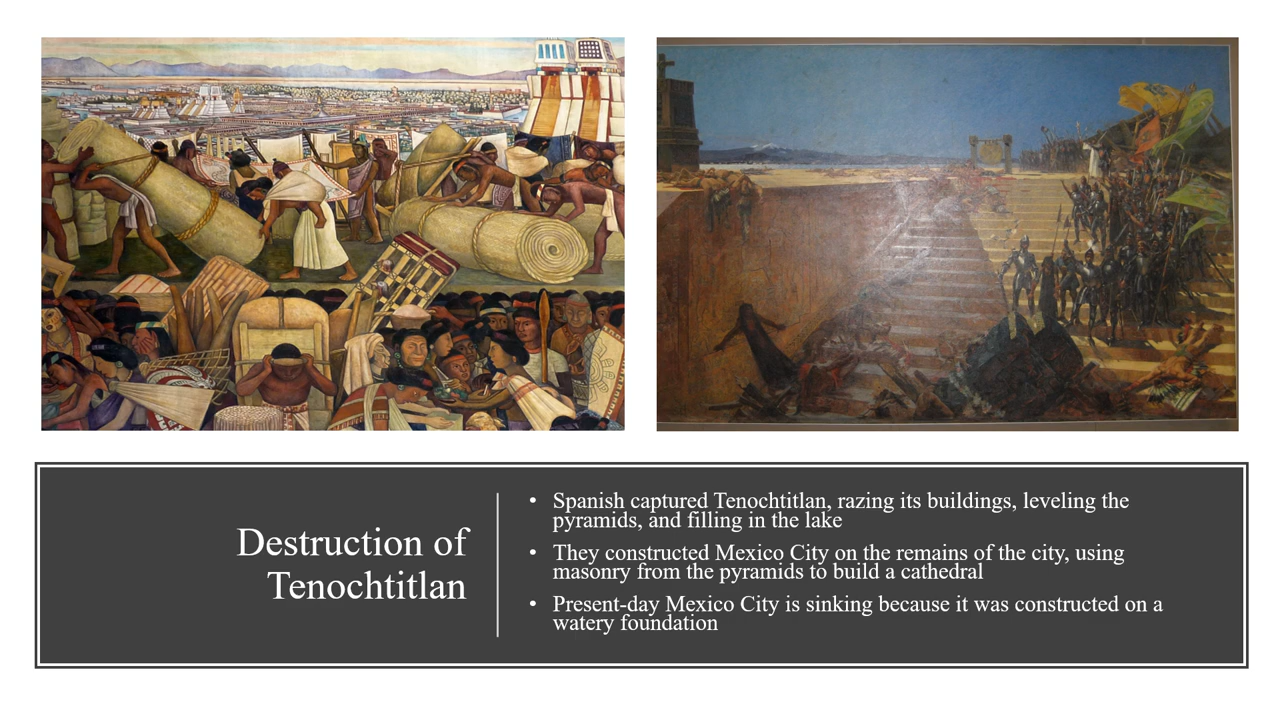 Destruction of
Tenochtitlan
• Spanish captured Tenochtitlan, razing its buildings, leveling the
pyramids, and filling in the lake
• They constructed Mexico City on the remains of the city, using
masonry from the pyramids to build a cathedral
• Present-day Mexico City is sinking because it was constructed on a
watery foundation